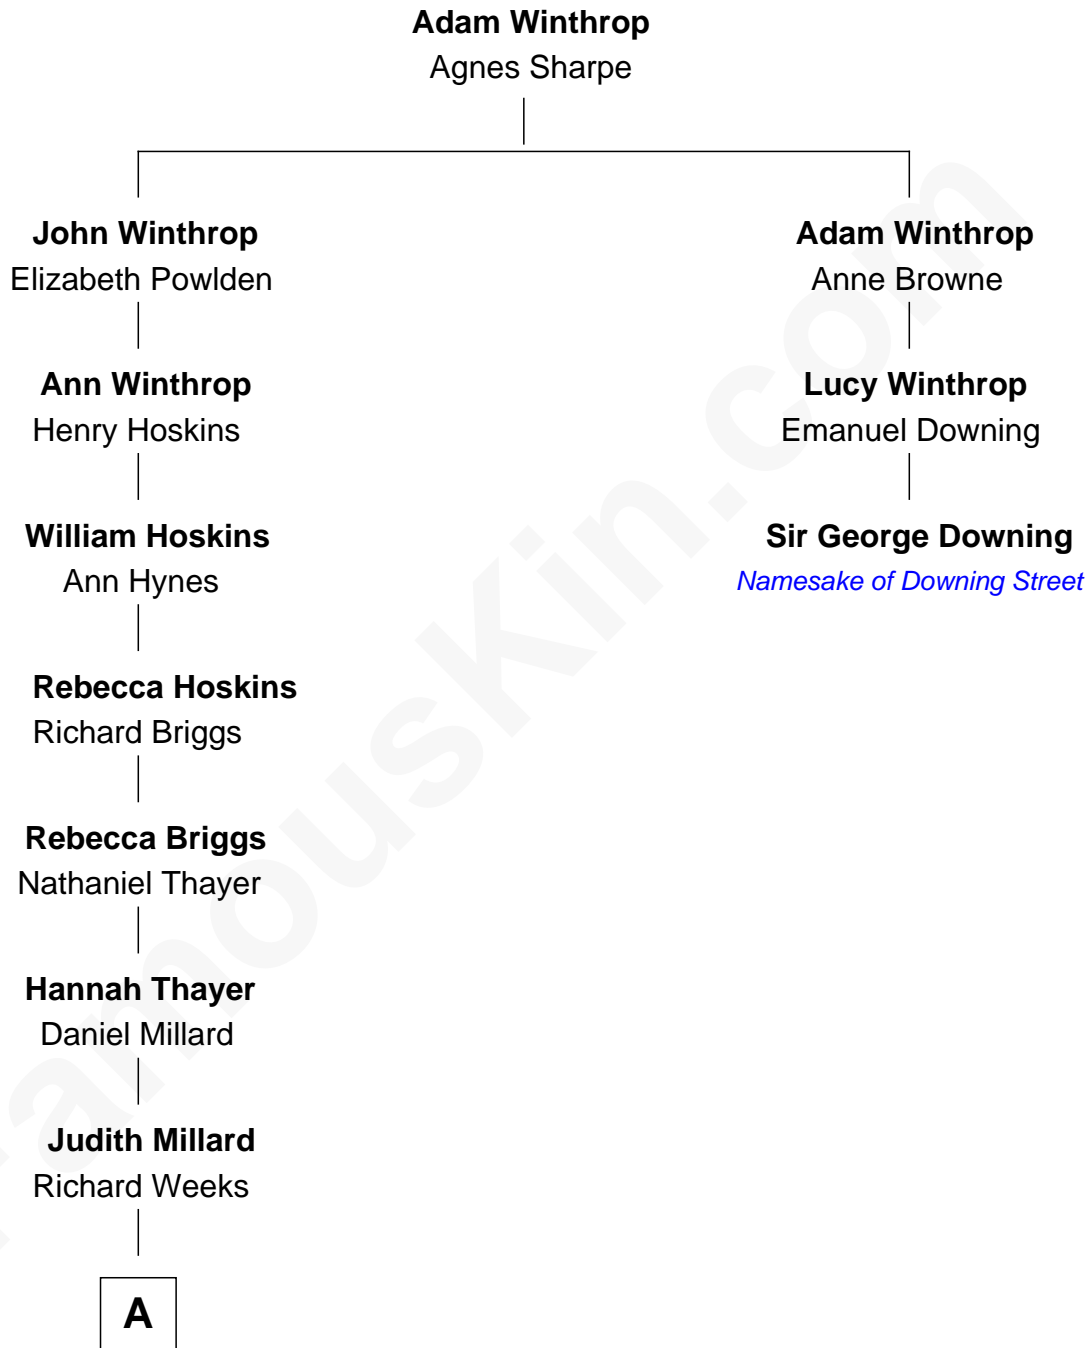 Adam Winthrop
Agnes Sharpe
John Winthrop
Elizabeth Powlden
Adam Winthrop
Anne Browne
Ann Winthrop
Henry Hoskins
Lucy Winthrop
Emanuel Downing
William Hoskins
Ann Hynes
Sir George Downing
Namesake of Downing Street
Rebecca Hoskins
Richard Briggs
Rebecca Briggs
Nathaniel Thayer
Hannah Thayer
Daniel Millard
Judith Millard
Richard Weeks
A
FamousKin.com